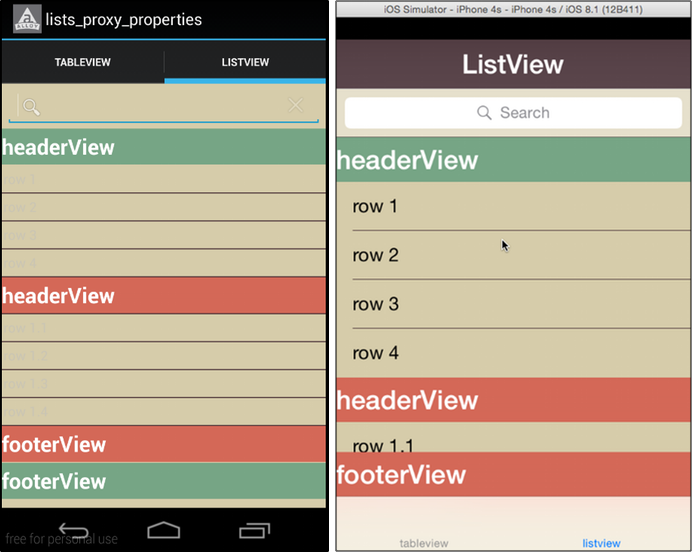 lists_proxy_properties
ALLOY
TABLEVIEW
LISTVIEW
headerView
row 1
row 2
row 3
row 4
headerView
row 1.1
row 1.2
row 1.3
row 1.4
footerView
footerView
free for personal use
iOS Simulator - iPhone 4s - iPhone 4s / iOS 8.1 (12B411)
ListView
Search
headerView
row 1
row 2
row 3
row 4
headerView
row 1.1
footerView
tableview
listview